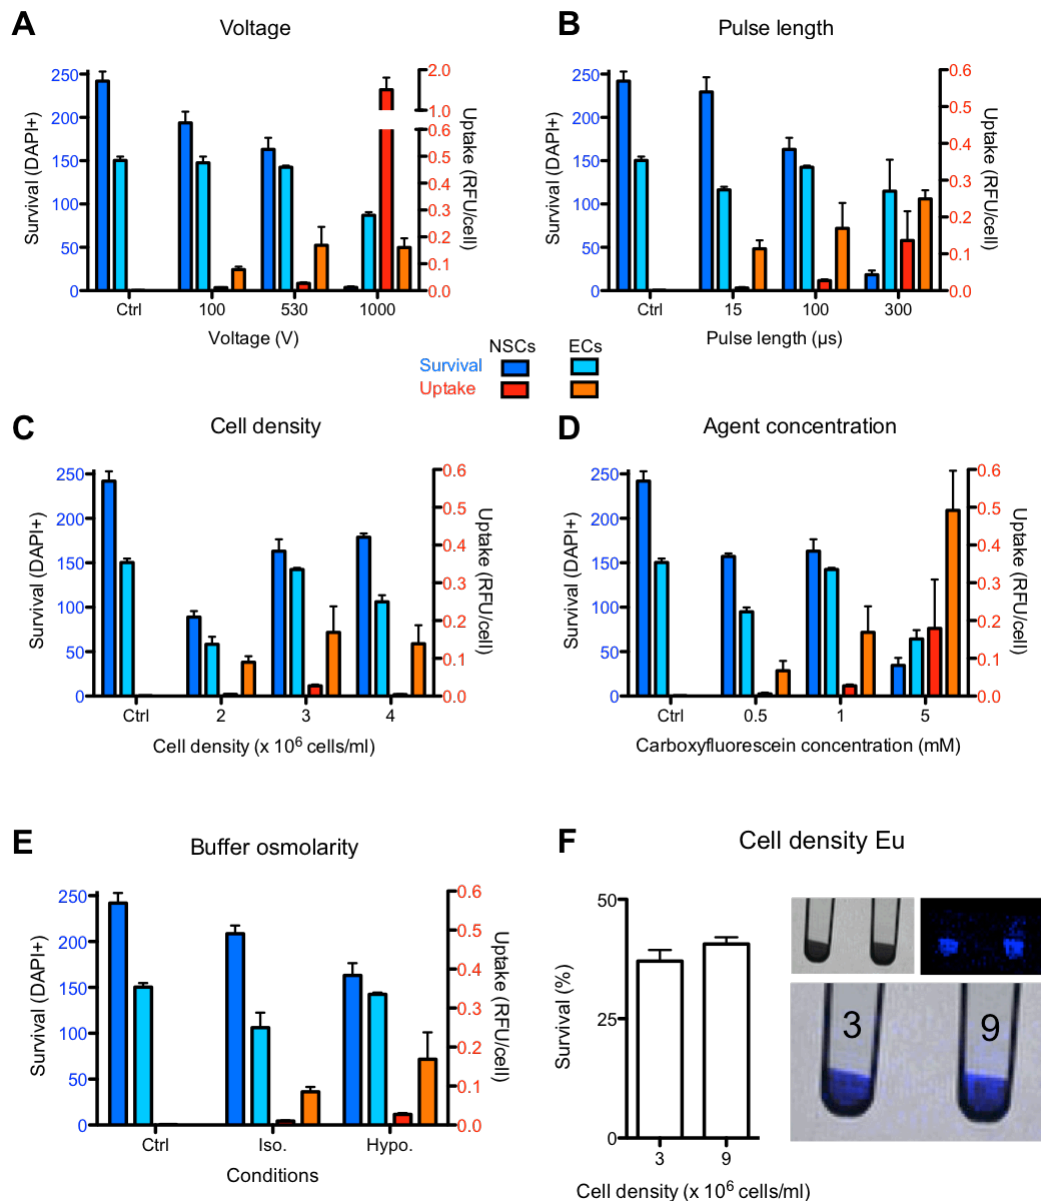 A
Voltage
Survival (DAPI+)
250
200
150
100
50
0
2.0
1.0
0.6
0.5
0.4
0.3
0.2
0.1
0.0
Uptake (RFU/cell)
Ctrl 100 530 1000
Voltage (V)
B
Pulse length
Survival (DAPI+)
250
200
150
100
50
0
0.6
0.5
0.4
0.3
0.2
0.1
0.0
Uptake (RFU/cell)
Ctrl 15 100 300
Pulse length (µs)
NSCs ECs
Survival
Uptake
C
Cell density
Survival (DAPI+)
250
200
150
100
50
0
0.6
0.5
0.4
0.3
0.2
0.1
0.0
Uptake (RFU/cell)
Ctrl 2 3 4
Cell density (x 10⁶ cells/ml)
D
Agent concentration
Survival (DAPI+)
250
200
150
100
50
0
0.6
0.5
0.4
0.3
0.2
0.1
0.0
Uptake (RFU/cell)
Ctrl 0.5 1 5
Carboxyfluorescein concentration (mM)
E
Buffer osmolarity
Survival (DAPI+)
250
200
150
100
50
0
0.6
0.5
0.4
0.3
0.2
0.1
0.0
Uptake (RFU/cell)
Ctrl Iso. Hypo.
Conditions
F
Cell density Eu
Survival (%)
50
25
0
3 9
Cell density (x 10⁶ cells/ml)
3 9